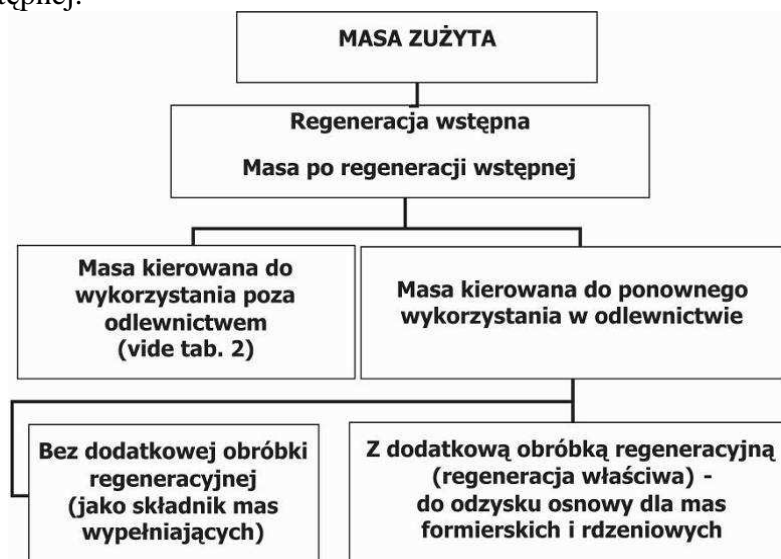 MASA ZUŻYTA
Regeneracja wstępna
Masa po regeneracji wstępnej
Masa kierowana do
wykorzystania poza
odlewnictwem
(vide tab. 2)
Masa kierowana do ponownego
wykorzystania w odlewnictwie
Bez dodatkowej obróbki
regeneracyjnej
(jako składnik mas
wypełniających)
Z dodatkową obróbką regeneracyjną
(regeneracja właściwa) -
do odzysku osnowy dla mas
formierskich i rdzeniowych